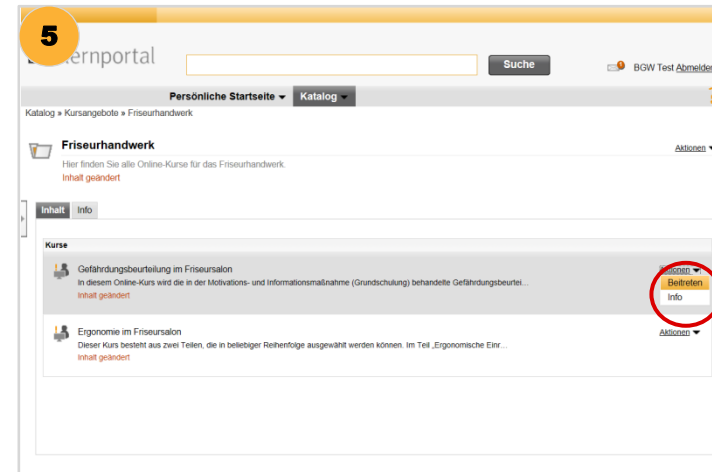 5
ernportal
Suche
BGW Test Abmelden
Persönliche Startseite Katalog
Katalog » Kursangebote » Friseurhandwerk
Friseurhandwerk
Aktionen
Hier finden Sie alle Online-Kurse für das Friseurhandwerk.
Inhalt geändert
Inhalt Info
Kurse
Gefährdungsbeurteilung im Friseursalon
Aktionen
In diesem Online-Kurs wird die in der Motivations- und Informationsmaßnahme (Grundschulung) behandelte Gefährdungsbeurtei...
Beitreten
Inhalt geändert
Info
Ergonomie im Friseursalon
Aktionen
Dieser Kurs besteht aus zwei Teilen, die in beliebiger Reihenfolge ausgewählt werden können. Im Teil „Ergonomische Einr...
Inhalt geändert